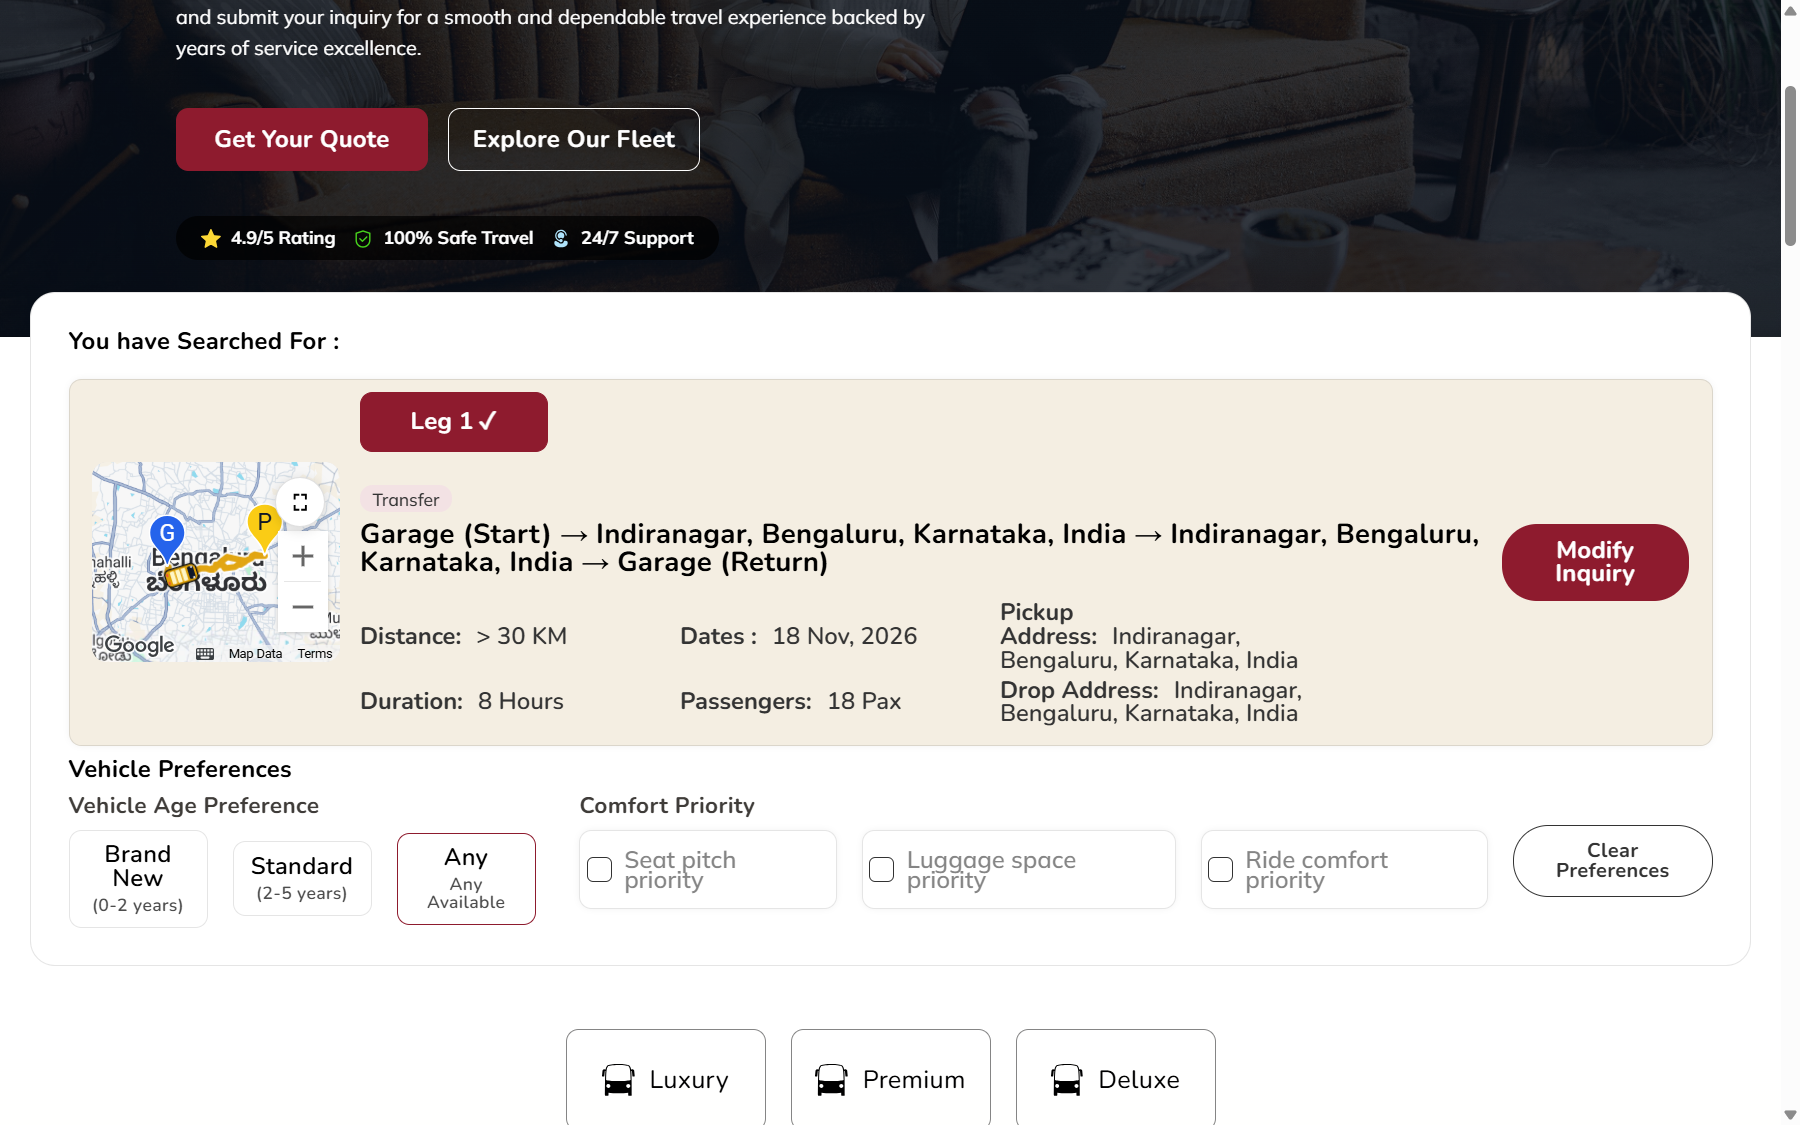 and submit your inquiry for a smooth and dependable travel experience backed by
years of service excellence.
Get Your Quote
Explore Our Fleet
4.9/5 Rating
100% Safe Travel
24/7 Support
You have Searched For :
Leg 1 ✓
Transfer
Garage (Start) → Indiranagar, Bengaluru, Karnataka, India → Indiranagar, Bengaluru,
Karnataka, India → Garage (Return)
Modify
Inquiry
G
P
Bengaluru
ಬೆಂಗಳೂರು
Google
Map Data
Terms
Distance: > 30 KM
Dates : 18 Nov, 2026
Pickup
Address: Indiranagar,
Bengaluru, Karnataka, India
Duration: 8 Hours
Passengers: 18 Pax
Drop Address: Indiranagar,
Bengaluru, Karnataka, India
Vehicle Preferences
Vehicle Age Preference
Brand
New
(0-2 years)
Standard
(2-5 years)
Any
Any
Available
Comfort Priority
Seat pitch
priority
Luggage space
priority
Ride comfort
priority
Clear
Preferences
Luxury
Premium
Deluxe